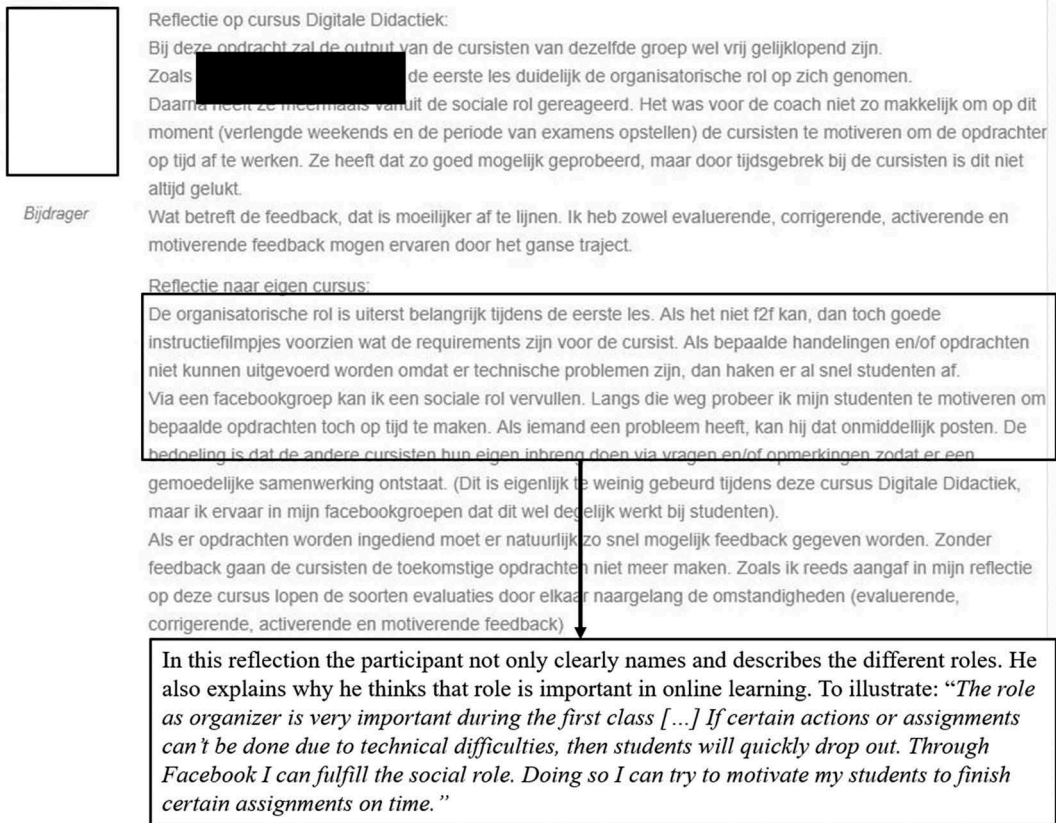 Reflectie op cursus Digitale Didactiek:
Bij deze opdracht zal de output van de cursisten van dezelfde groep wel vrij gelijklopend zijn.
Zoals de eerste les duidelijk de organisatorische rol op zich genomen.
Daarna heeft ze meermaals vanuit de sociale rol gereageerd. Het was voor de coach niet zo makkelijk om op dit
moment (verlengde weekends en de periode van examens opstellen) de cursisten te motiveren om de opdrachten
op tijd af te werken. Ze heeft dat zo goed mogelijk geprobeerd, maar door tijdsgebrek bij de cursisten is dit niet
altijd gelukt.
Bijdrager
Wat betreft de feedback, dat is moeilijker af te lijnen. Ik heb zowel evaluerende, corrigerende, activerende en
motiverende feedback mogen ervaren door het ganse traject.
Reflectie naar eigen cursus:
De organisatorische rol is uiterst belangrijk tijdens de eerste les. Als het niet f2f kan, dan toch goede
instructiefilmpjes voorzien wat de requirements zijn voor de cursist. Als bepaalde handelingen en/of opdrachten
niet kunnen uitgevoerd worden omdat er technische problemen zijn, dan haken er al snel studenten af.
Via een facebookgroep kan ik een sociale rol vervullen. Langs die weg probeer ik mijn studenten te motiveren om
bepaalde opdrachten toch op tijd te maken. Als iemand een probleem heeft, kan hij dat onmiddellijk posten. De
bedoeling is dat de andere cursisten hun eigen inbreng doen via vragen en/of opmerkingen zodat er een
gemoedelijke samenwerking ontstaat. (Dit is eigenlijk te weinig gebeurd tijdens deze cursus Digitale Didactiek,
maar ik ervaar in mijn facebookgroepen dat dit wel degelijk werkt bij studenten).
Als er opdrachten worden ingediend moet er natuurlijk zo snel mogelijk feedback gegeven worden. Zonder
feedback gaan de cursisten de toekomstige opdrachten niet meer maken. Zoals ik reeds aangaf in mijn reflectie
op deze cursus lopen de soorten evaluaties door elkaar naargelang de omstandigheden (evaluerende,
corrigerende, activerende en motiverende feedback)
In this reflection the participant not only clearly names and describes the different roles. He
also explains why he thinks that role is important in online learning. To illustrate: “The role
as organizer is very important during the first class […] If certain actions or assignments
can’t be done due to technical difficulties, then students will quickly drop out. Through
Facebook I can fulfill the social role. Doing so I can try to motivate my students to finish
certain assignments on time.”